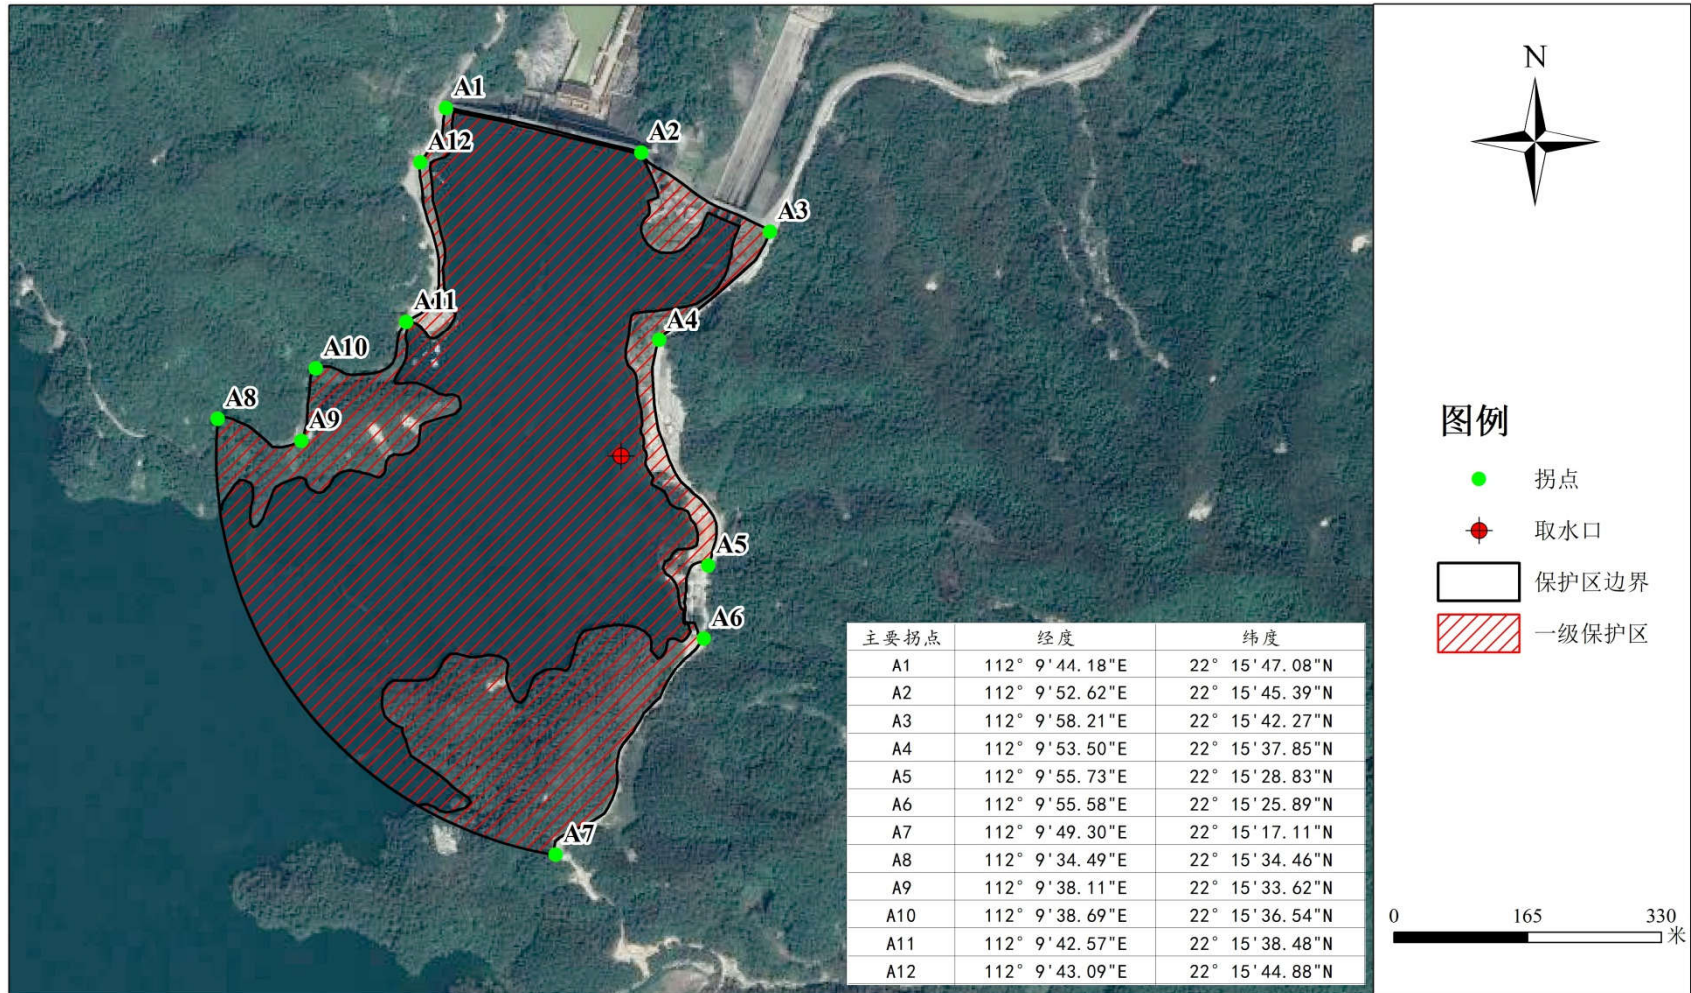 A1
A2
A12
A3
A11
A4
A10
A8
A9
A5
A6
A7
主要拐点 经度 纬度
A1 112° 9'44.18"E 22° 15'47.08"N
A2 112° 9'52.62"E 22° 15'45.39"N
A3 112° 9'58.21"E 22° 15'42.27"N
A4 112° 9'53.50"E 22° 15'37.85"N
A5 112° 9'55.73"E 22° 15'28.83"N
A6 112° 9'55.58"E 22° 15'25.89"N
A7 112° 9'49.30"E 22° 15'17.11"N
A8 112° 9'34.49"E 22° 15'34.46"N
A9 112° 9'38.11"E 22° 15'33.62"N
A10 112° 9'38.69"E 22° 15'36.54"N
A11 112° 9'42.57"E 22° 15'38.48"N
A12 112° 9'43.09"E 22° 15'44.88"N
N
图例
拐点
取水口
保护区边界
一级保护区
0 165 330
米